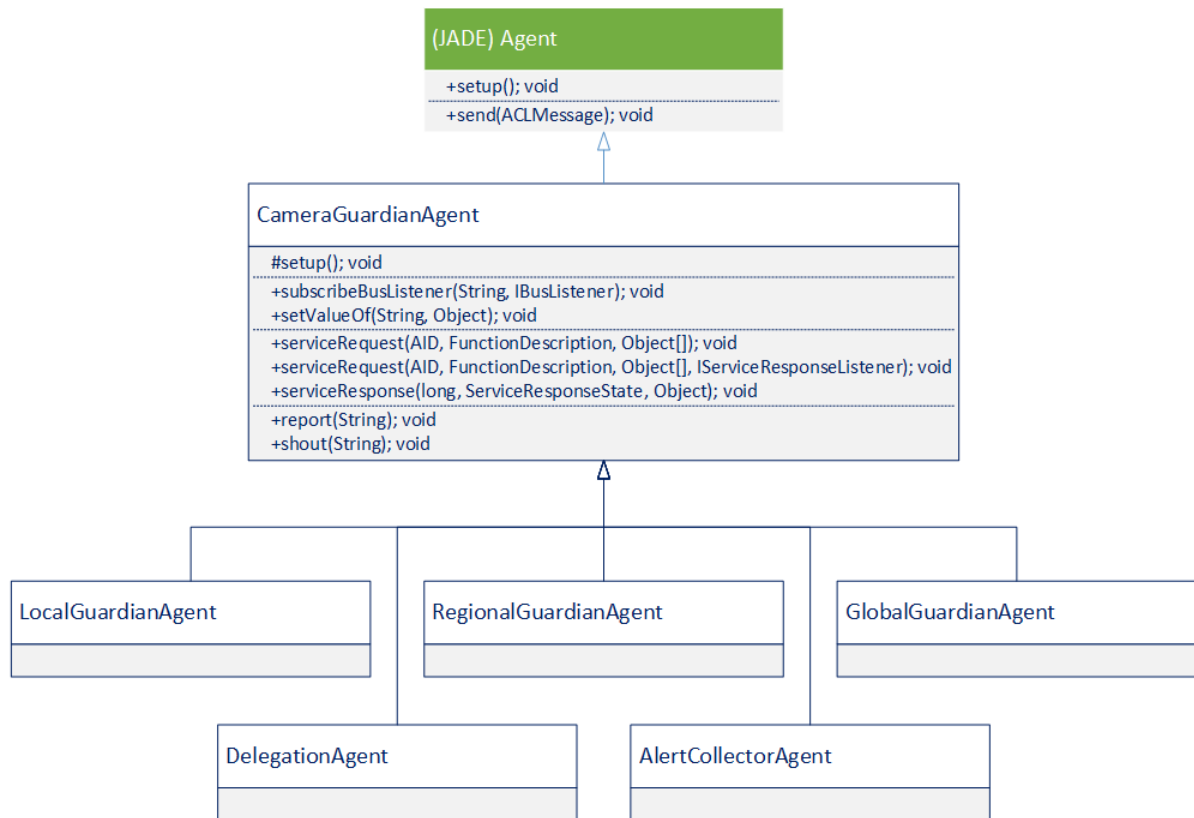 (JADE) Agent
+setup(); void
+send(ACLMessage); void
CameraGuardianAgent
#setup(); void
+subscribeBusListener(String, IBusListener); void
+setValueOf(String, Object); void
+serviceRequest(AID, FunctionDescription, Object[]); void
+serviceRequest(AID, FunctionDescription, Object[], IServiceResponseListener); void
+serviceResponse(long, ServiceResponseState, Object); void
+report(String); void
+shout(String); void
LocalGuardianAgent
RegionalGuardianAgent
GlobalGuardianAgent
DelegationAgent
AlertCollectorAgent